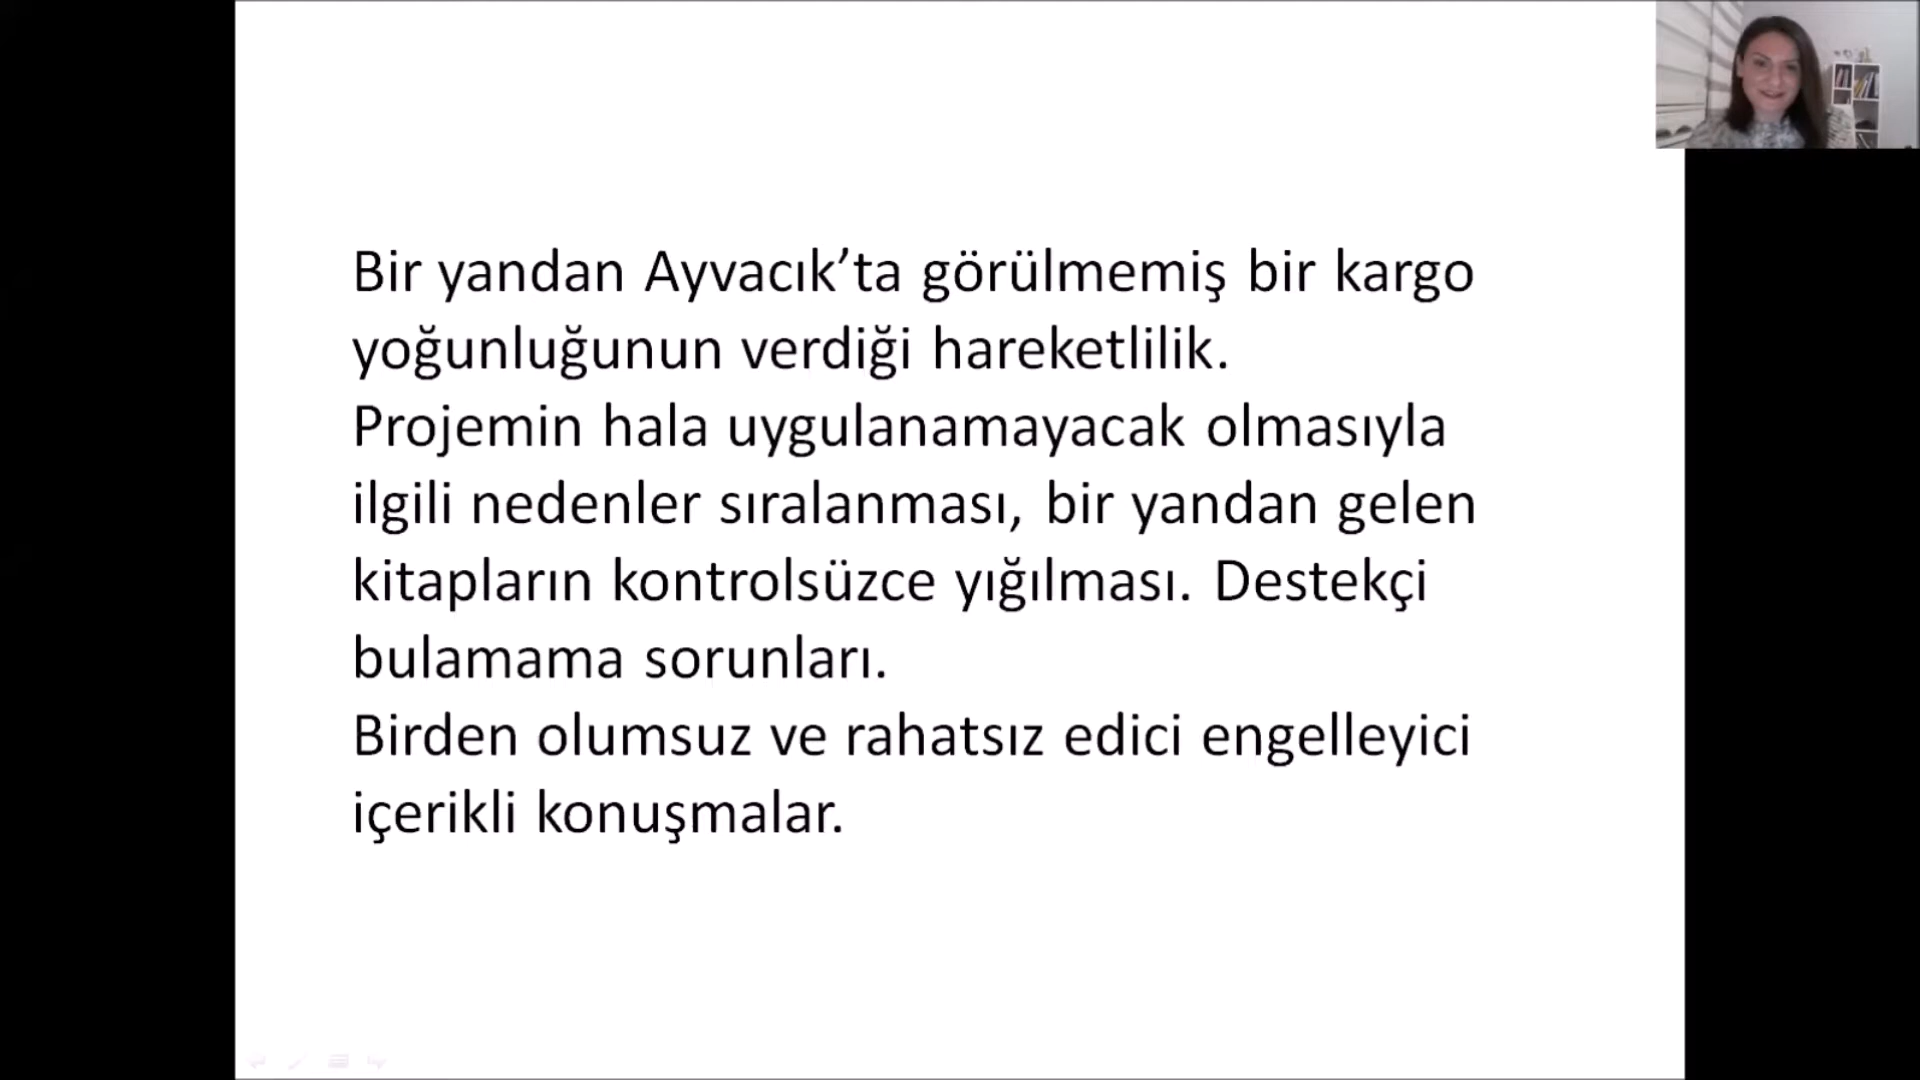 Bir yandan Ayvacık’ta görülmemiş bir kargo
yoğunluğunun verdiği hareketlilik.
Projemin hala uygulanamayacak olmasıyla
ilgili nedenler sıralanması, bir yandan gelen
kitapların kontrolsüzce yığılması. Destekçi
bulamama sorunları.
Birden olumsuz ve rahatsız edici engelleyici
içerikli konuşmalar.